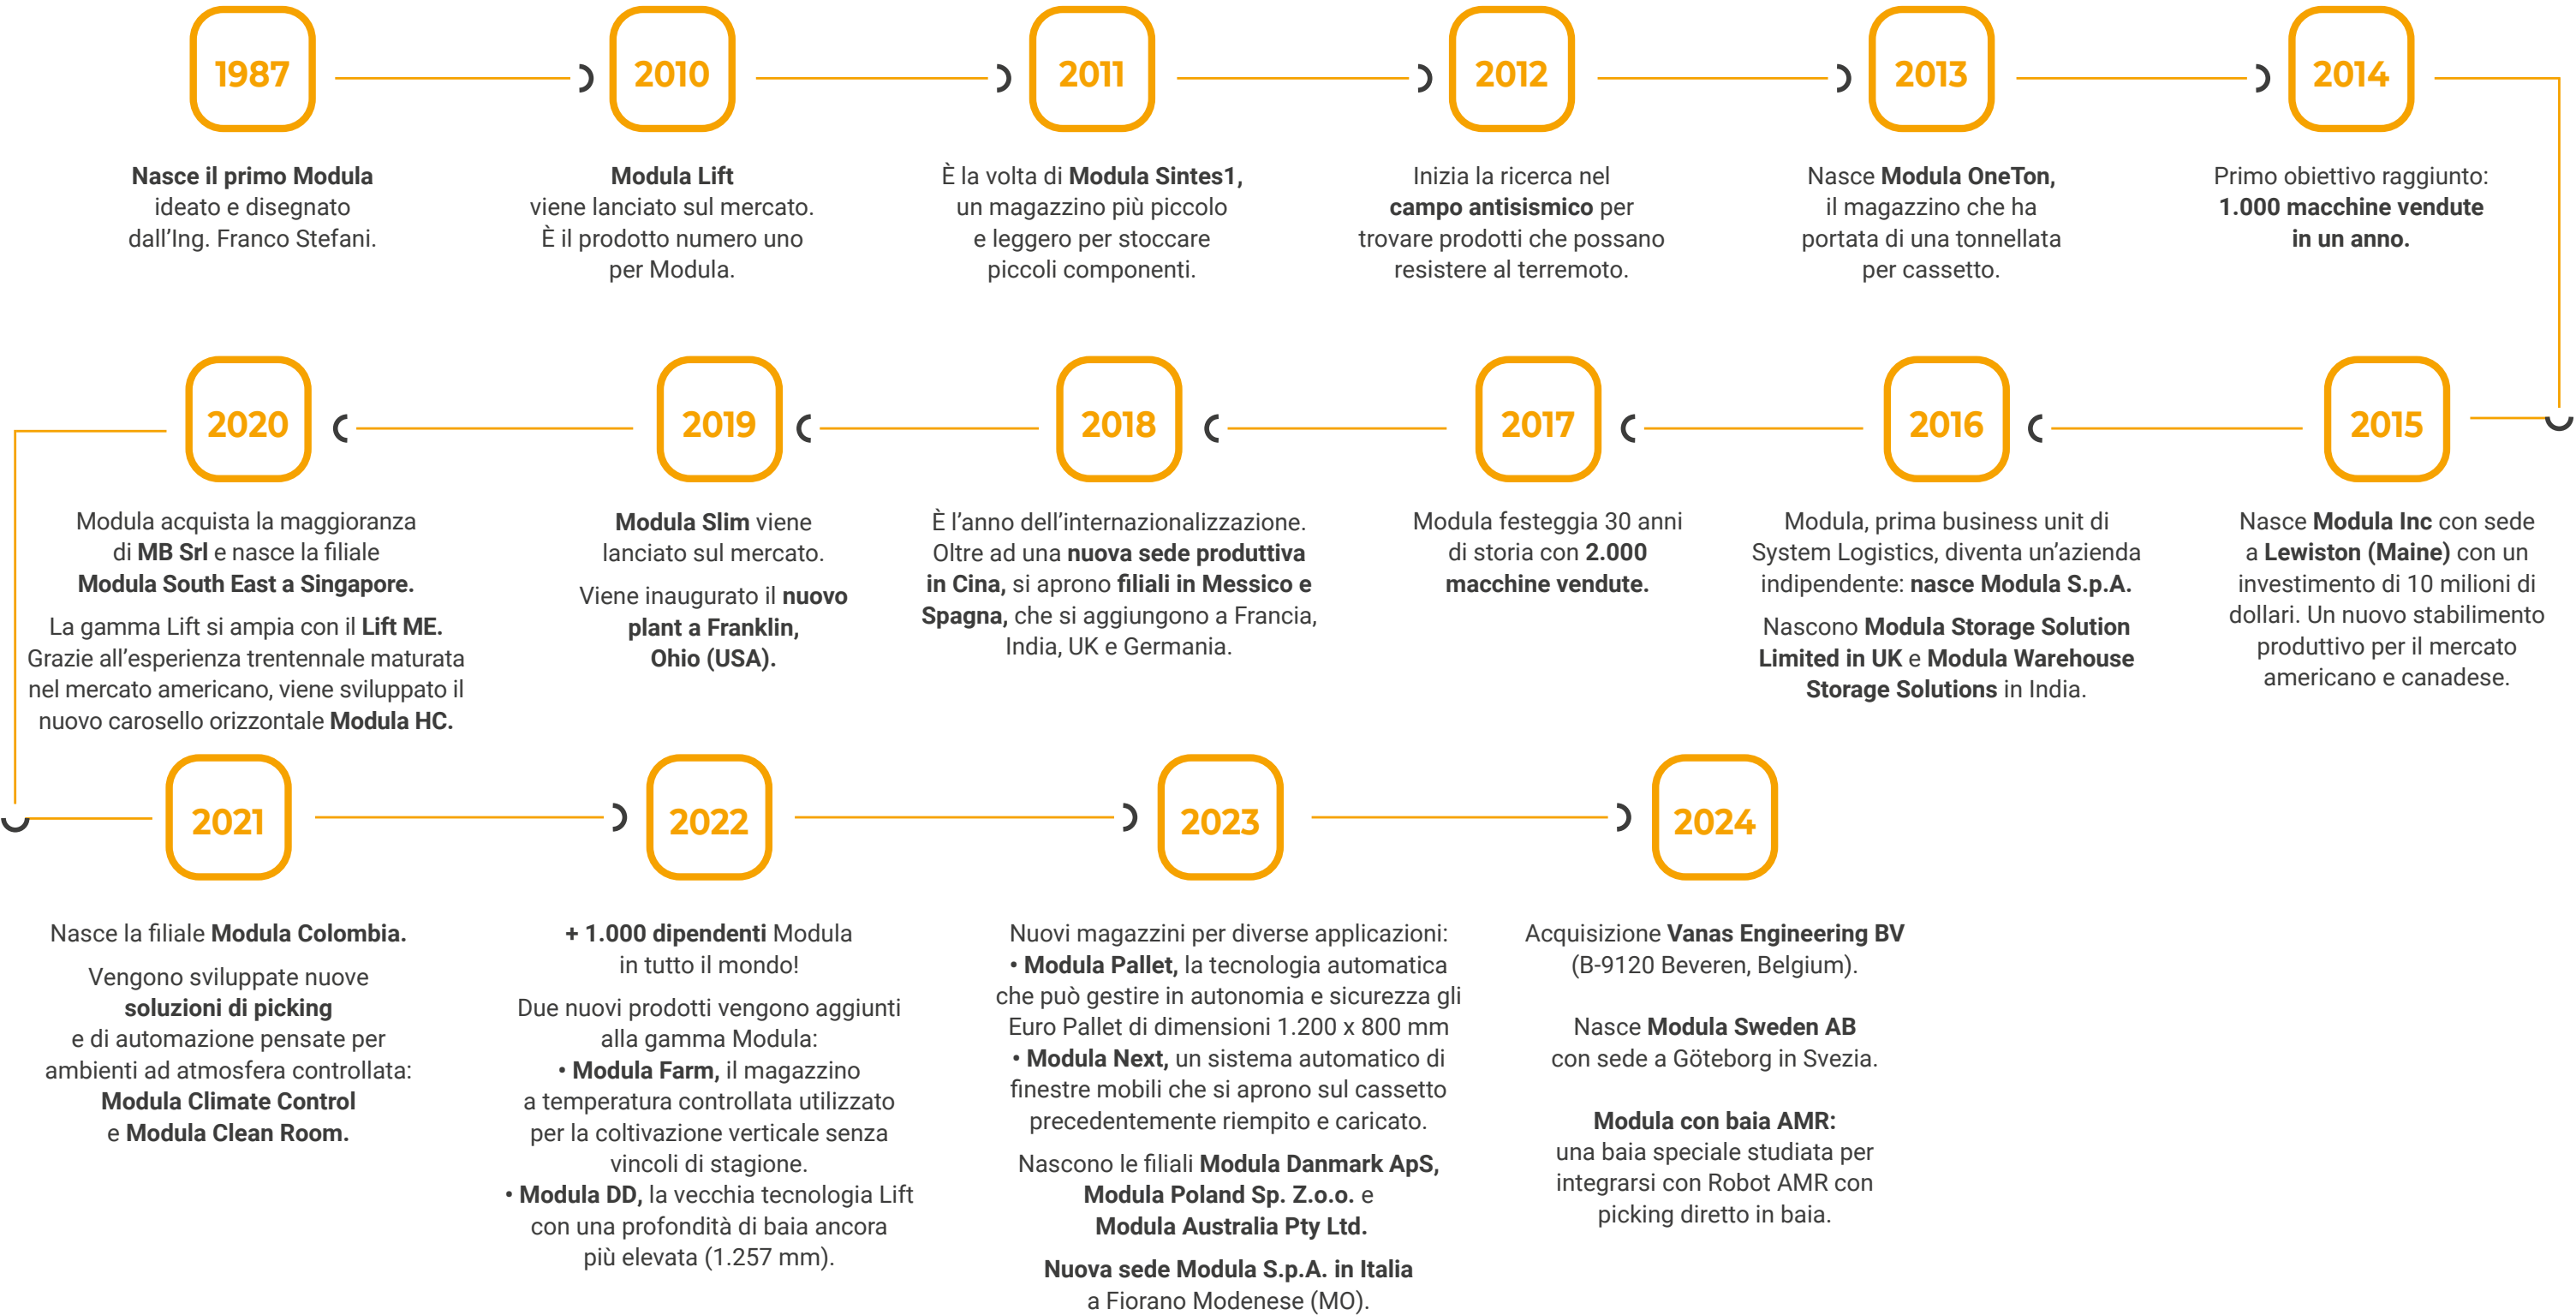 1987
Nasce il primo Modula
ideato e disegnato
dall'Ing. Franco Stefani.
2010
Modula Lift
viene lanciato sul mercato.
È il prodotto numero uno
per Modula.
2011
È la volta di Modula Sintes1,
un magazzino più piccolo
e leggero per stoccare
piccoli componenti.
2012
Inizia la ricerca nel
campo antisismico per
trovare prodotti che possano
resistere al terremoto.
2013
Nasce Modula OneTon,
il magazzino che ha
portata di una tonnellata
per cassetto.
2014
Primo obiettivo raggiunto:
1.000 macchine vendute
in un anno.
2015
Nasce Modula Inc con sede
a Lewiston (Maine) con un
investimento di 10 milioni di
dollari. Un nuovo stabilimento
produttivo per il mercato
americano e canadese.
2016
Modula, prima business unit di
System Logistics, diventa un'azienda
indipendente: nasce Modula S.p.A.
Nascono Modula Storage Solution
Limited in UK e Modula Warehouse
Storage Solutions in India.
2017
Modula festeggia 30 anni
di storia con 2.000
macchine vendute.
2018
È l'anno dell'internazionalizzazione.
Oltre ad una nuova sede produttiva
in Cina, si aprono filiali in Messico e
Spagna, che si aggiungono a Francia,
India, UK e Germania.
2019
Modula Slim viene
lanciato sul mercato.
Viene inaugurato il nuovo
plant a Franklin,
Ohio (USA).
2020
Modula acquista la maggioranza
di MB Srl e nasce la filiale
Modula South East a Singapore.
La gamma Lift si ampia con il Lift ME.
Grazie all'esperienza trentennale maturata
nel mercato americano, viene sviluppato il
nuovo carosello orizzontale Modula HC.
2021
Nasce la filiale Modula Colombia.
Vengono sviluppate nuove
soluzioni di picking
e di automazione pensate per
ambienti ad atmosfera controllata:
Modula Climate Control
e Modula Clean Room.
2022
+ 1.000 dipendenti Modula
in tutto il mondo!
Due nuovi prodotti vengono aggiunti
alla gamma Modula:
• Modula Farm, il magazzino
a temperatura controllata utilizzato
per la coltivazione verticale senza
vincoli di stagione.
• Modula DD, la vecchia tecnologia Lift
con una profondità di baia ancora
più elevata (1.257 mm).
2023
Nuovi magazzini per diverse applicazioni:
• Modula Pallet, la tecnologia automatica
che può gestire in autonomia e sicurezza gli
Euro Pallet di dimensioni 1.200 x 800 mm
• Modula Next, un sistema automatico di
finestre mobili che si aprono sul cassetto
precedentemente riempito e caricato.
Nascono le filiali Modula Danmark ApS,
Modula Poland Sp. Z.o.o. e
Modula Australia Pty Ltd.
Nuova sede Modula S.p.A. in Italia
a Fiorano Modenese (MO).
2024
Acquisizione Vanas Engineering BV
(B-9120 Beveren, Belgium).
Nasce Modula Sweden AB
con sede a Göteborg in Svezia.
Modula con baia AMR:
una baia speciale studiata per
integrarsi con Robot AMR con
picking diretto in baia.